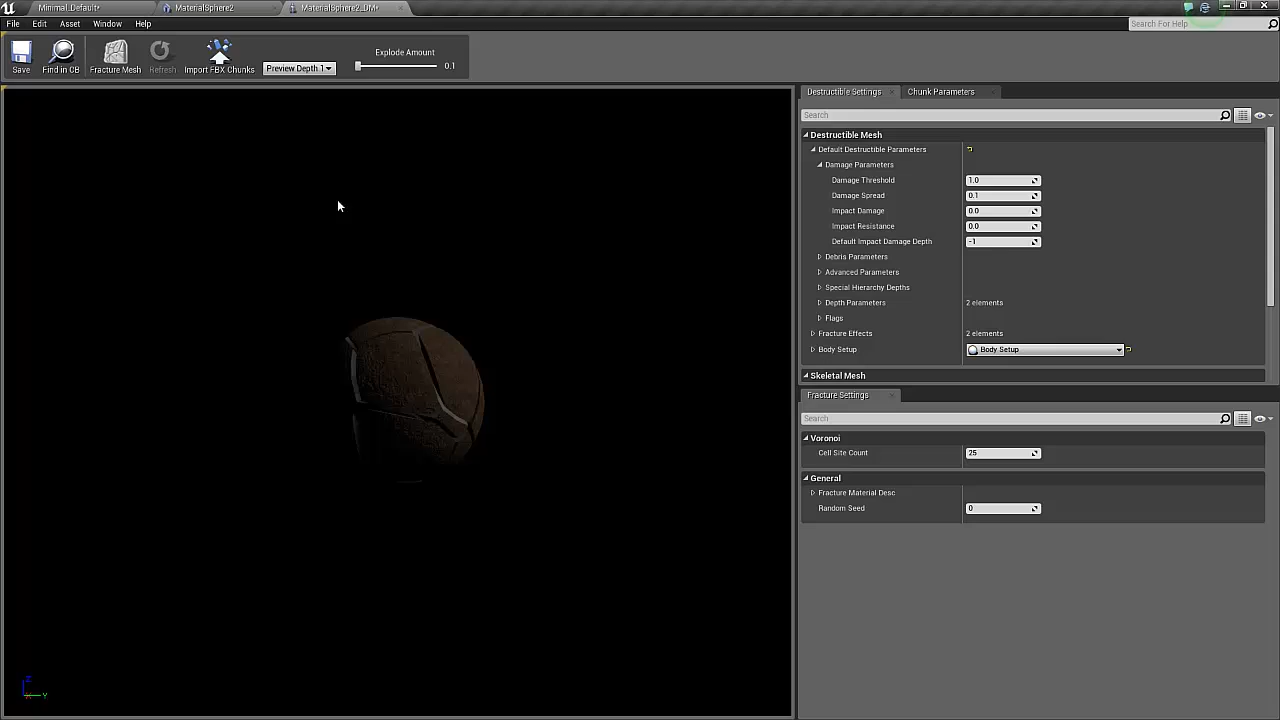 Minimal_Default*
MaterialSphere2
MaterialSphere2_DM*
File Edit Asset Window Help
Search For Help
Explode Amount
0.1
Save Find in CB Fracture Mesh Refresh Import FBX Chunks Preview Depth 1
Destructible Settings Chunk Parameters
Search
Destructible Mesh
Default Destructible Parameters
Damage Parameters
Damage Threshold 1.0
Damage Spread 0.1
Impact Damage 0.0
Impact Resistance 0.0
Default Impact Damage Depth -1
Debris Parameters
Advanced Parameters
Special Hierarchy Depths
Depth Parameters 2 elements
Flags
Fracture Effects 2 elements
Body Setup Body Setup
Skeletal Mesh
Fracture Settings
Search
Voronoi
Cell Site Count 25
General
Fracture Material Desc
Random Seed 0
Z
X Y